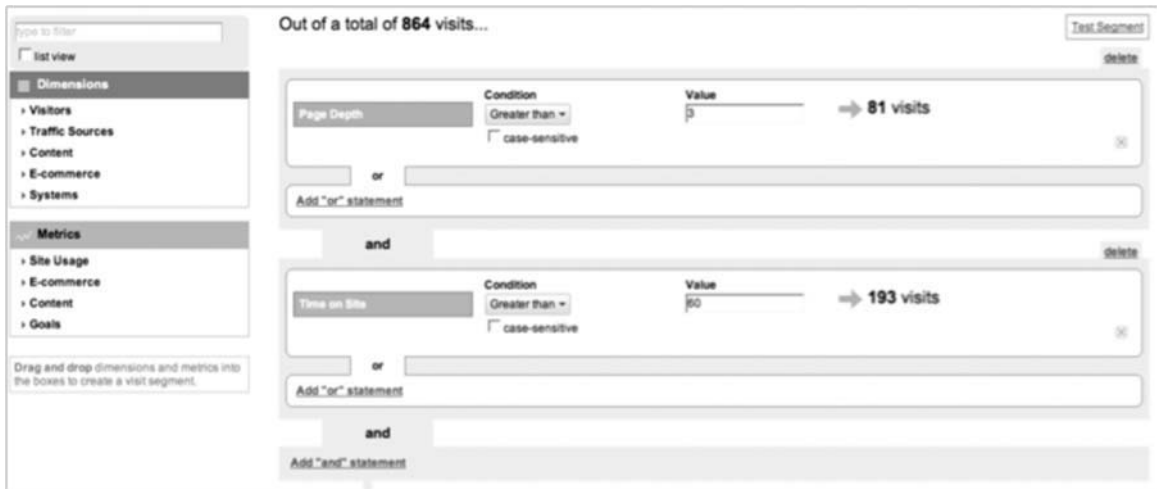 type to filter
list view
Dimensions
Visitors
Traffic Sources
Content
E-commerce
Systems
Metrics
Site Usage
E-commerce
Content
Goals
Drag and drop dimensions and metrics into
the boxes to create a visit segment.
Out of a total of 864 visits...
Test Segment
delete
Page Depth
Condition
Greater than
case-sensitive
Value
3
81 visits
or
Add "or" statement
and
delete
Time on Site
Condition
Greater than
case-sensitive
Value
60
193 visits
or
Add "or" statement
and
Add "and" statement